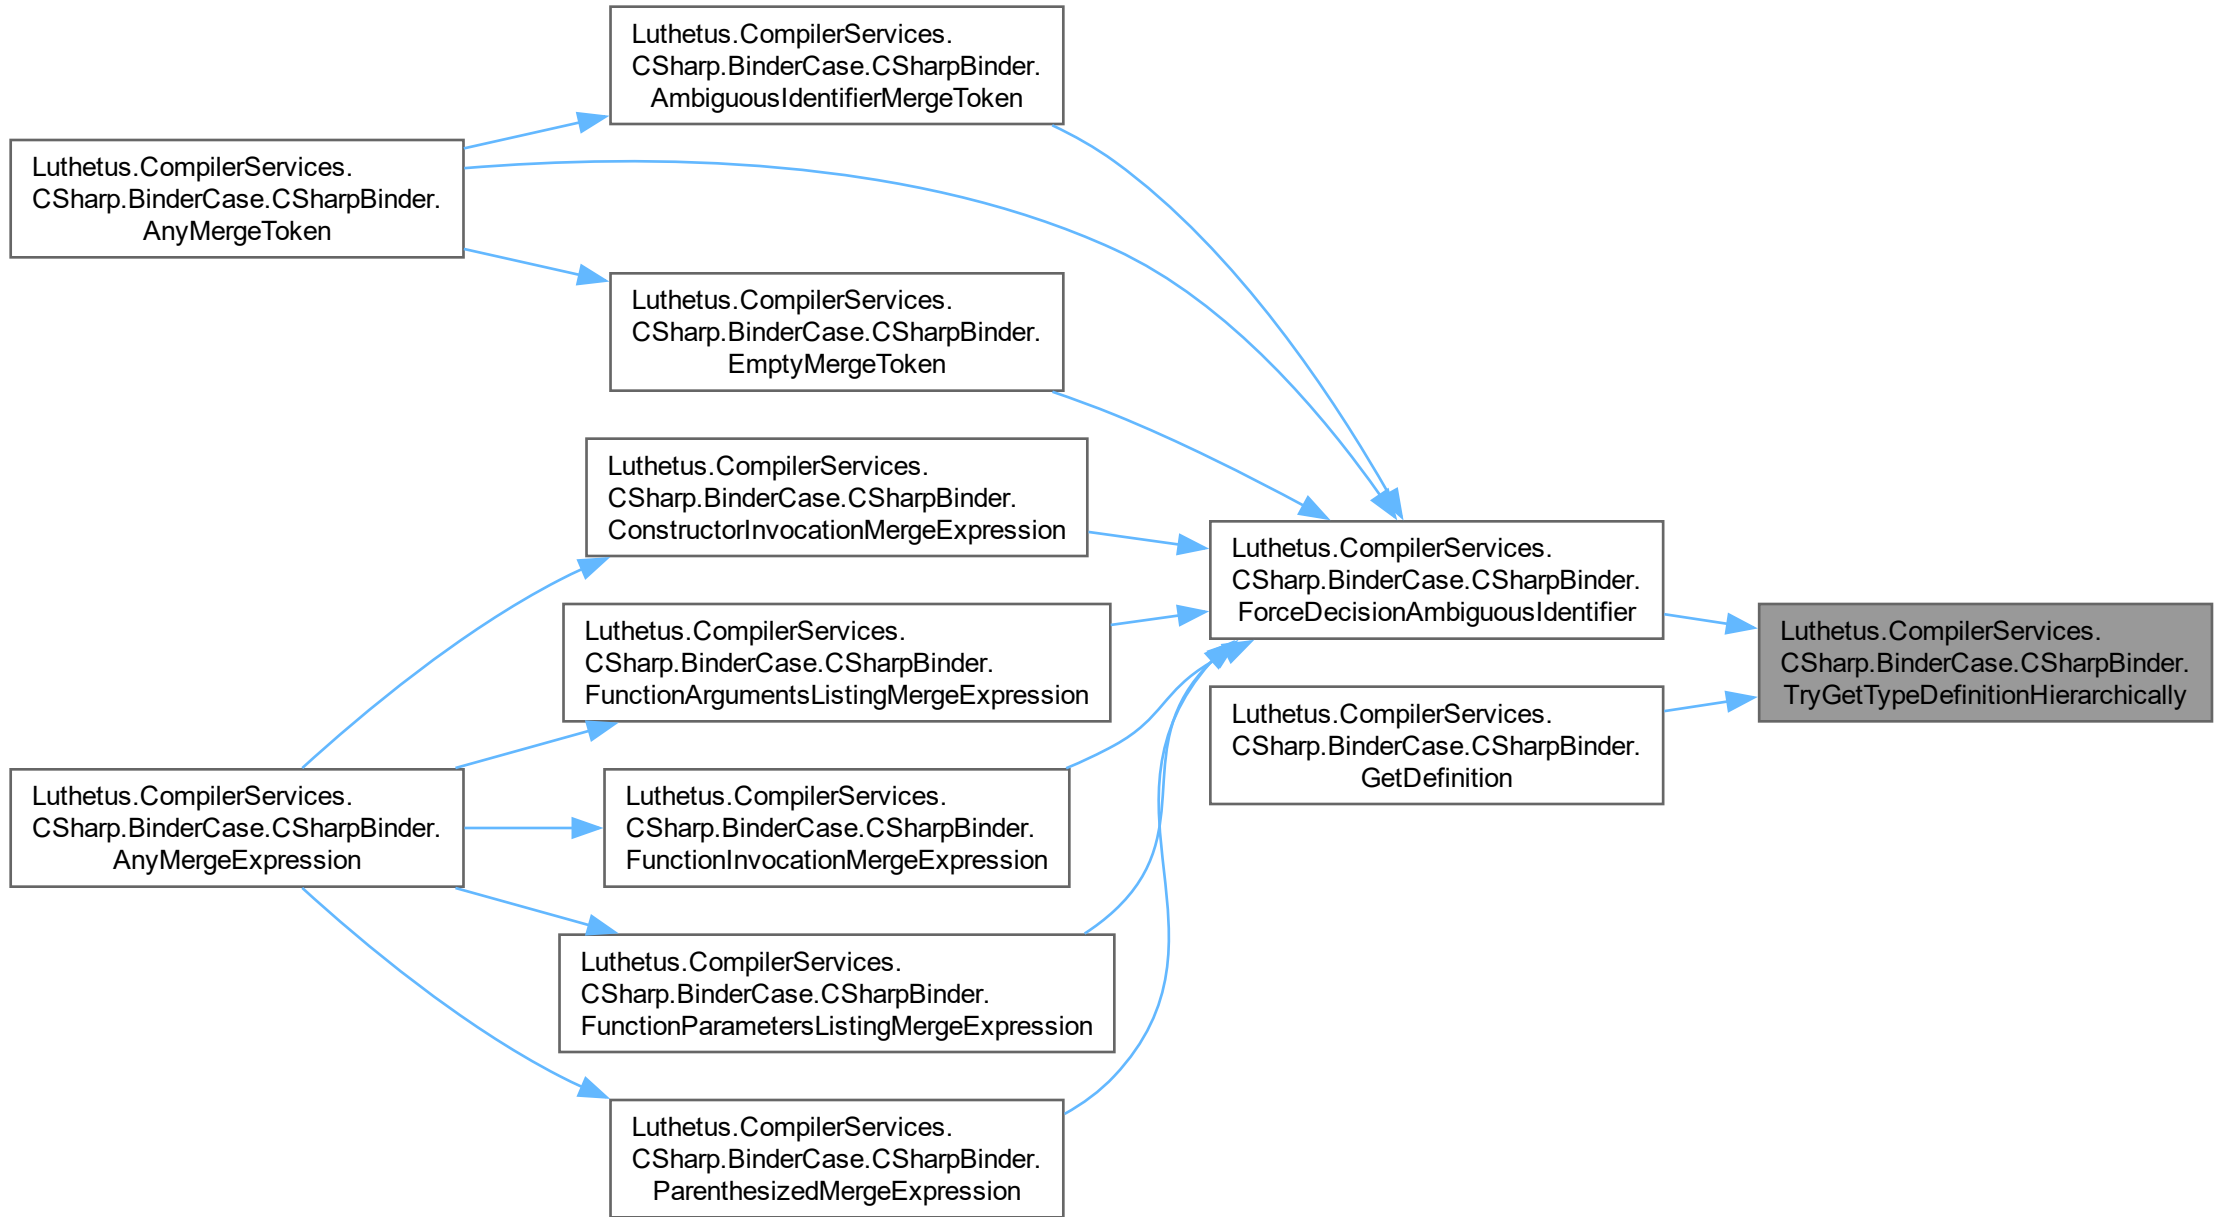 Luthetus.CompilerServices.
CSharp.BinderCase.CSharpBinder.
AmbiguousIdentifierMergeToken
Luthetus.CompilerServices.
CSharp.BinderCase.CSharpBinder.
AnyMergeToken
Luthetus.CompilerServices.
CSharp.BinderCase.CSharpBinder.
EmptyMergeToken
Luthetus.CompilerServices.
CSharp.BinderCase.CSharpBinder.
ConstructorInvocationMergeExpression
Luthetus.CompilerServices.
CSharp.BinderCase.CSharpBinder.
ForceDecisionAmbiguousIdentifier
Luthetus.CompilerServices.
CSharp.BinderCase.CSharpBinder.
FunctionArgumentsListingMergeExpression
Luthetus.CompilerServices.
CSharp.BinderCase.CSharpBinder.
TryGetTypeDefinitionHierarchically
Luthetus.CompilerServices.
CSharp.BinderCase.CSharpBinder.
GetDefinition
Luthetus.CompilerServices.
CSharp.BinderCase.CSharpBinder.
AnyMergeExpression
Luthetus.CompilerServices.
CSharp.BinderCase.CSharpBinder.
FunctionInvocationMergeExpression
Luthetus.CompilerServices.
CSharp.BinderCase.CSharpBinder.
FunctionParametersListingMergeExpression
Luthetus.CompilerServices.
CSharp.BinderCase.CSharpBinder.
ParenthesizedMergeExpression